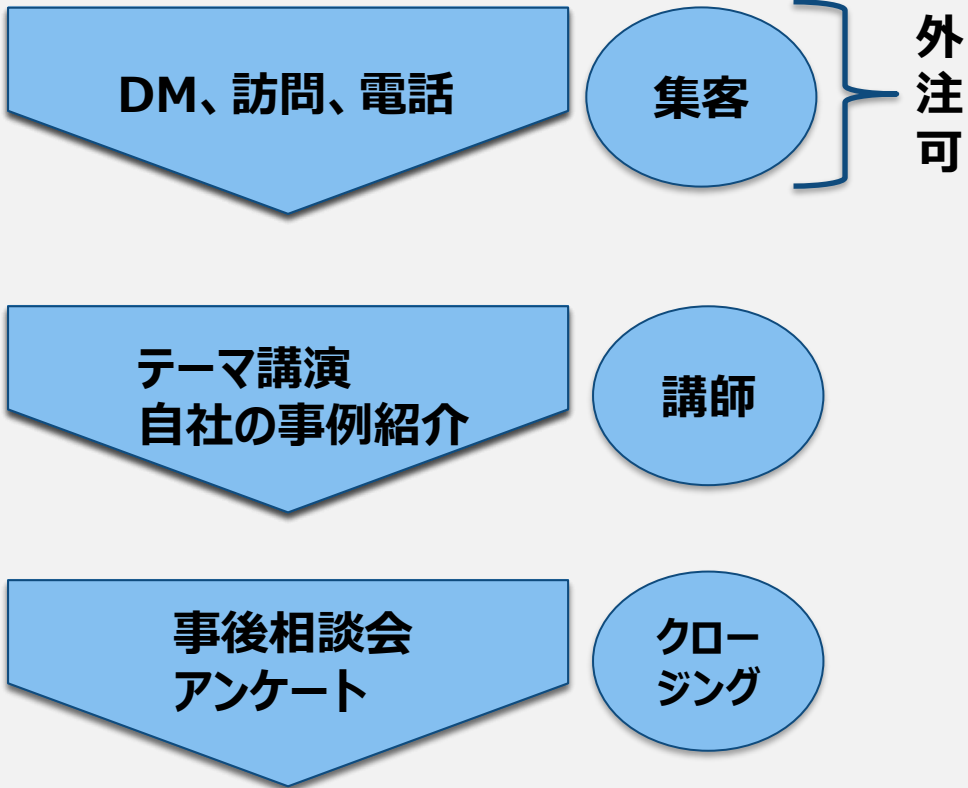 DM、訪問、電話
集客
外注可
テーマ講演
自社の事例紹介
講師
事後相談会
アンケート
クロー
ジング